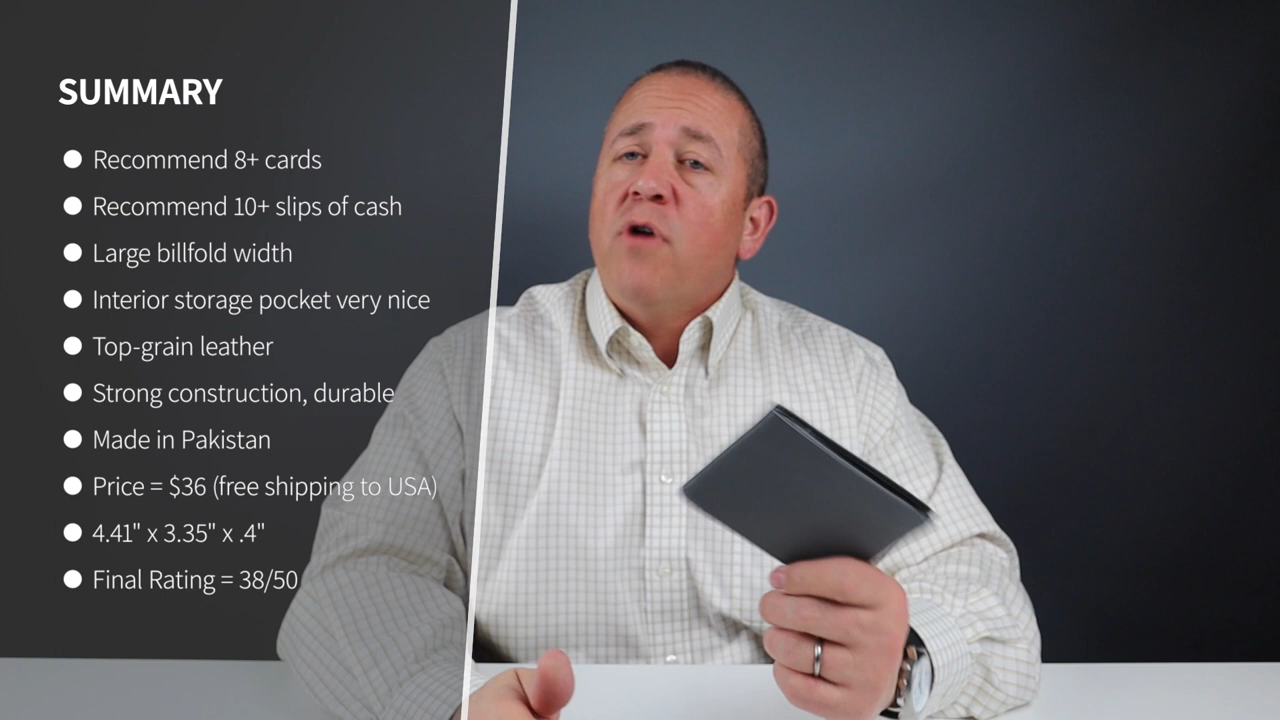 SUMMARY
Recommend 8+ cards
Recommend 10+ slips of cash
Large billfold width
Interior storage pocket very nice
Top-grain leather
Strong construction, durable
Made in Pakistan
Price = $36 (free shipping to USA)
4.41" x 3.35" x .4"
Final Rating = 38/50